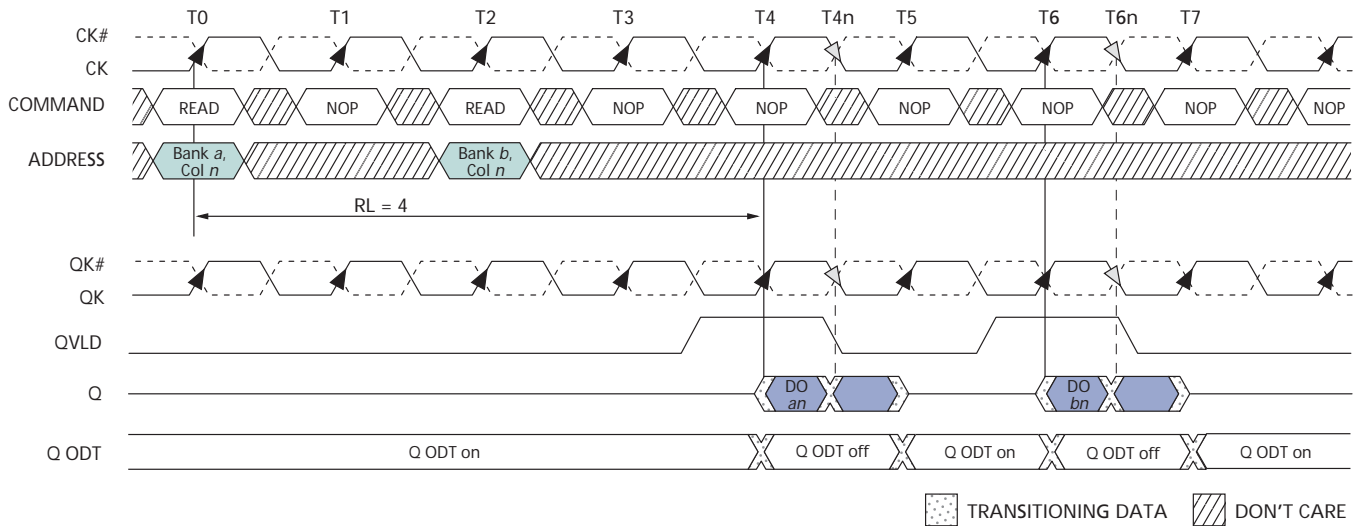 T0 T1 T2 T3 T4 T4n T5 T6 T6n T7
CK#
CK
COMMAND READ NOP READ NOP NOP NOP NOP NOP NOP
ADDRESS Bank a, Col n Bank b, Col n
RL = 4
QK#
QK
QVLD
Q DO an DO bn
Q ODT Q ODT on Q ODT off Q ODT on Q ODT off Q ODT on
TRANSITIONING DATA DON'T CARE